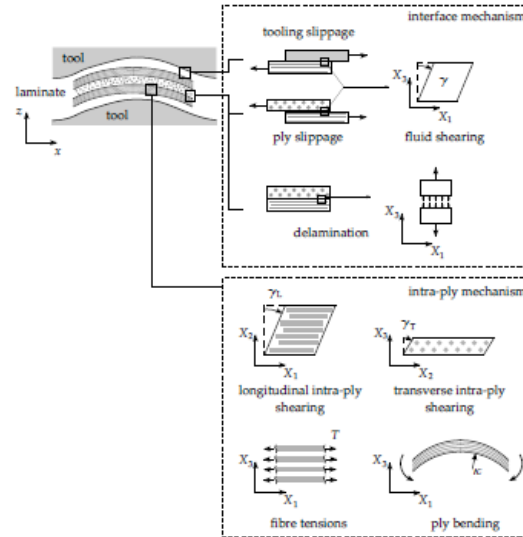 tooling slippage
interface mechanism
tool
laminate
X3
γ
X1
z
tool
ply slippage
fluid shearing
x
X3
delamination
X1
intra-ply mechanism
γL
X2
X1
γT
X3
X2
longitudinal intra-ply
shearing
transverse intra-ply
shearing
T
X3
X1
X3
κ
X1
fibre tensions
ply bending